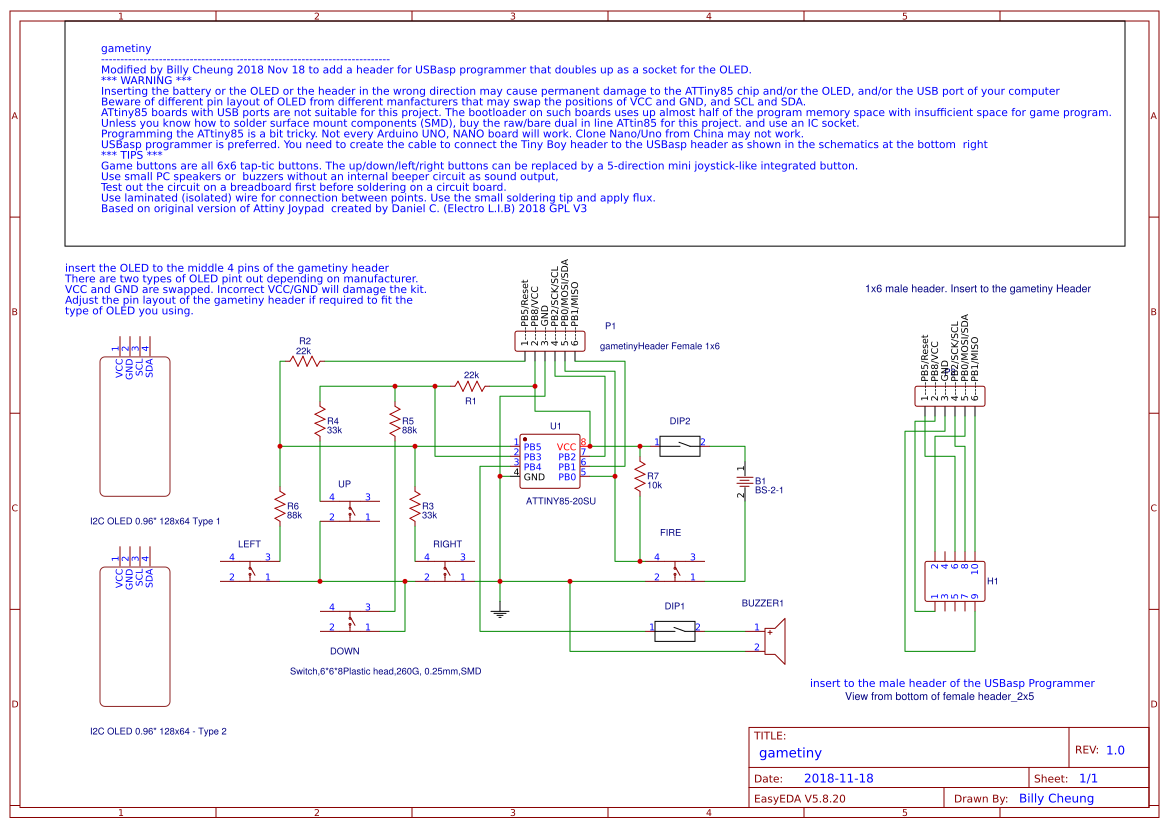 1 2 3 4 5
gametiny
--------------------------------------------------------------------------------
Modified by Billy Cheung 2018 Nov 18 to add a header for USBasp programmer that doubles up as a socket for the OLED.
*** WARNING ***
Inserting the battery or the OLED or the header in the wrong direction may cause permanent damage to the ATTiny85 chip and/or the OLED, and/or the USB port of your computer
Beware of different pin layout of OLED from different manfacturers that may swap the positions of VCC and GND, and SCL and SDA.
ATtiny85 boards with USB ports are not suitable for this project. The bootloader on such boards uses up almost half of the program memory space with insufficient space for game program.
Unless you know how to solder surface mount components (SMD), buy the raw/bare dual in line ATtin85 for this project. and use an IC socket.
Programming the ATtiny85 is a bit tricky. Not every Arduino UNO, NANO board will work. Clone Nano/Uno from China may not work.
USBasp programmer is preferred. You need to create the cable to connect the Tiny Boy header to the USBasp header as shown in the schematics at the bottom  right
*** TIPS ***
Game buttons are all 6x6 tap-tic buttons. The up/down/left/right buttons can be replaced by a 5-direction mini joystick-like integrated button.
Use small PC speakers or  buzzers without an internal beeper circuit as sound output,
Test out the circuit on a breadboard first before soldering on a circuit board.
Use laminated (isolated) wire for connection between points. Use the small soldering tip and apply flux.
Based on original version of Attiny Joypad  created by Daniel C. (Electro L.I.B) 2018 GPL V3
A A
insert the OLED to the middle 4 pins of the gametiny header
There are two types of OLED pint out depending on manufacturer.
VCC and GND are swapped. Incorrect VCC/GND will damage the kit.
Adjust the pin layout of the gametiny header if required to fit the
type of OLED you using.
B B
1x6 male header. Insert to the gametiny Header
PB5/Reset
PB8/VCC
GND
PB2/SCK/SCL
PB0/MOSI/SDA
PB1/MISO
1 2 3 4 5 6
P1
gametinyHeader Female 1x6
PB5/Reset
PB8/VCC
GND
PB2/SCK/SCL
PB0/MOSI/SDA
PB1/MISO
1 2 3 4 5 6
1 2 3 4
VCC GND SCL SDA
I2C OLED 0.96" 128x64 Type 1
R2
22k
22k
R1
R4
33k
R5
88k
U1
1 PB5 VCC 8
2 PB3 PB2 7
3 PB4 PB1 6
4 GND PB0 5
ATTINY85-20SU
DIP2
1 2
R7
10k
1
B1
BS-2-1
2
C C
R6
88k
UP
4 3
2 1
R3
33k
LEFT
4 3
2 1
RIGHT
4 3
2 1
FIRE
4 3
2 1
2 4 6 8 10
1 3 5 7 9
H1
1 2 3 4
VCC GND SCL SDA
I2C OLED 0.96" 128x64 - Type 2
4 3
2 1
DOWN
Switch,6*6*8Plastic head,260G, 0.25mm,SMD
DIP1
1 2
BUZZER1
1 +
2
insert to the male header of the USBasp Programmer
View from bottom of female header_2x5
D D
TITLE:
gametiny
REV: 1.0
Date: 2018-11-18
Sheet: 1/1
EasyEDA V5.8.20
Drawn By: Billy Cheung
1 2 3 4 5